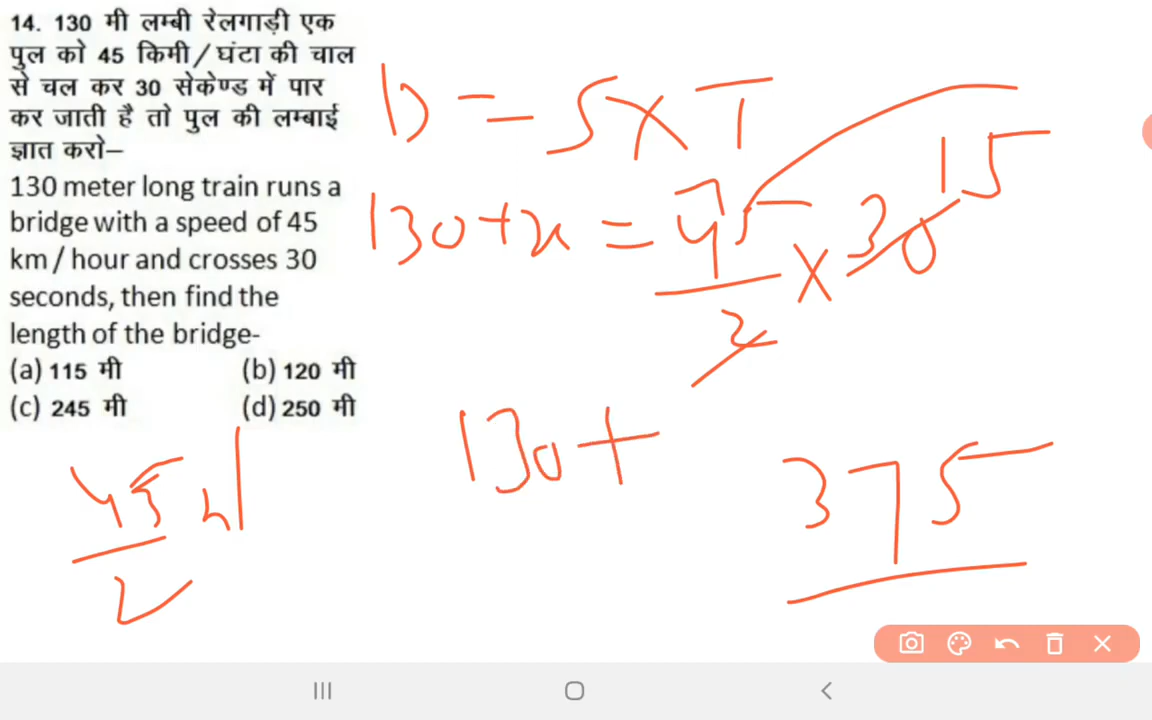 14. 130 मी लम्बी रेलगाड़ी एक
पुल को 45 किमी/घंटा की चाल
से चल कर 30 सेकेण्ड में पार
कर जाती है तो पुल की लम्बाई
ज्ञात करो–
130 meter long train runs a
bridge with a speed of 45
km/hour and crosses 30
seconds, then find the
length of the bridge-
(a) 115 मी (b) 120 मी
(c) 245 मी (d) 250 मी
D = S x T
15
130 + x = 45 x 30
2
130 +
375
45
2